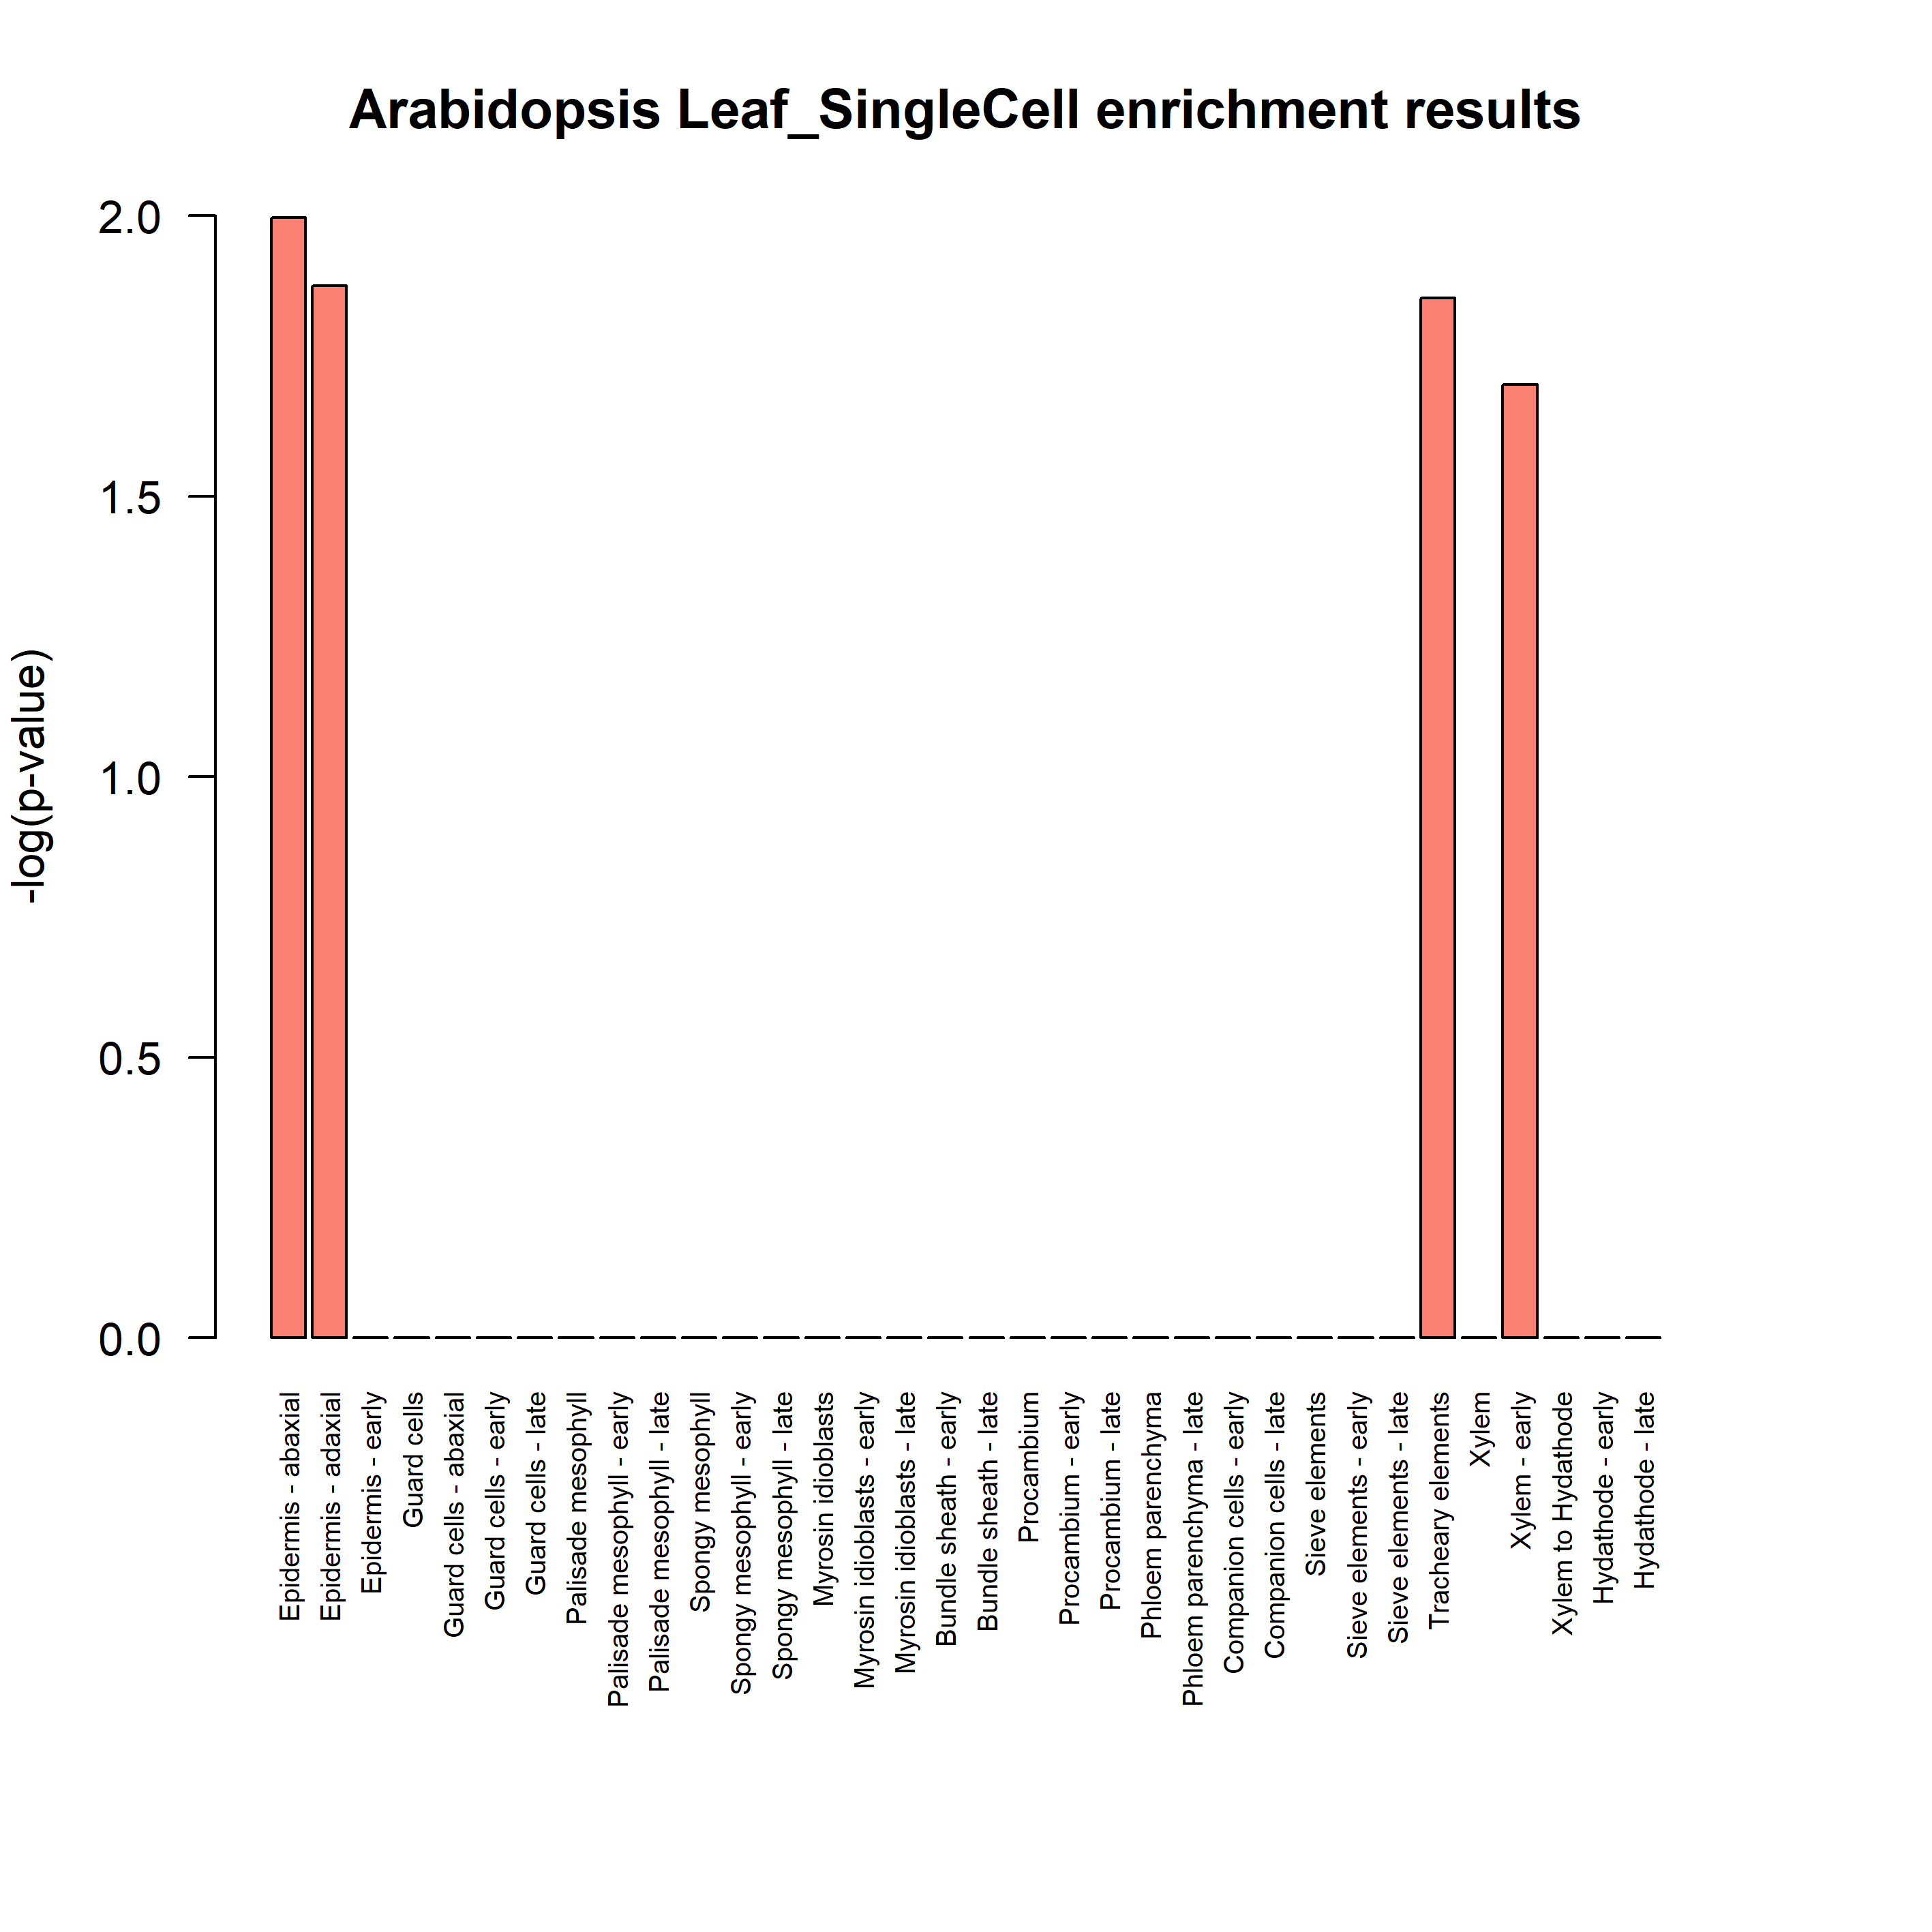 Arabidopsis Leaf_SingleCell enrichment results
2.0
1.5
1.0
0.5
0.0
-log(p-value)
Epidermis - abaxial
Epidermis - adaxial
Epidermis - early
Guard cells
Guard cells - abaxial
Guard cells - early
Guard cells - late
Palisade mesophyll
Palisade mesophyll - early
Palisade mesophyll - late
Spongy mesophyll
Spongy mesophyll - early
Spongy mesophyll - late
Myrosin idioblasts
Myrosin idioblasts - early
Myrosin idioblasts - late
Bundle sheath - early
Bundle sheath - late
Procambium
Procambium - early
Procambium - late
Phloem parenchyma
Phloem parenchyma - late
Companion cells - early
Companion cells - late
Sieve elements
Sieve elements - early
Sieve elements - late
Tracheary elements
Xylem
Xylem - early
Xylem to Hydathode
Hydathode - early
Hydathode - late